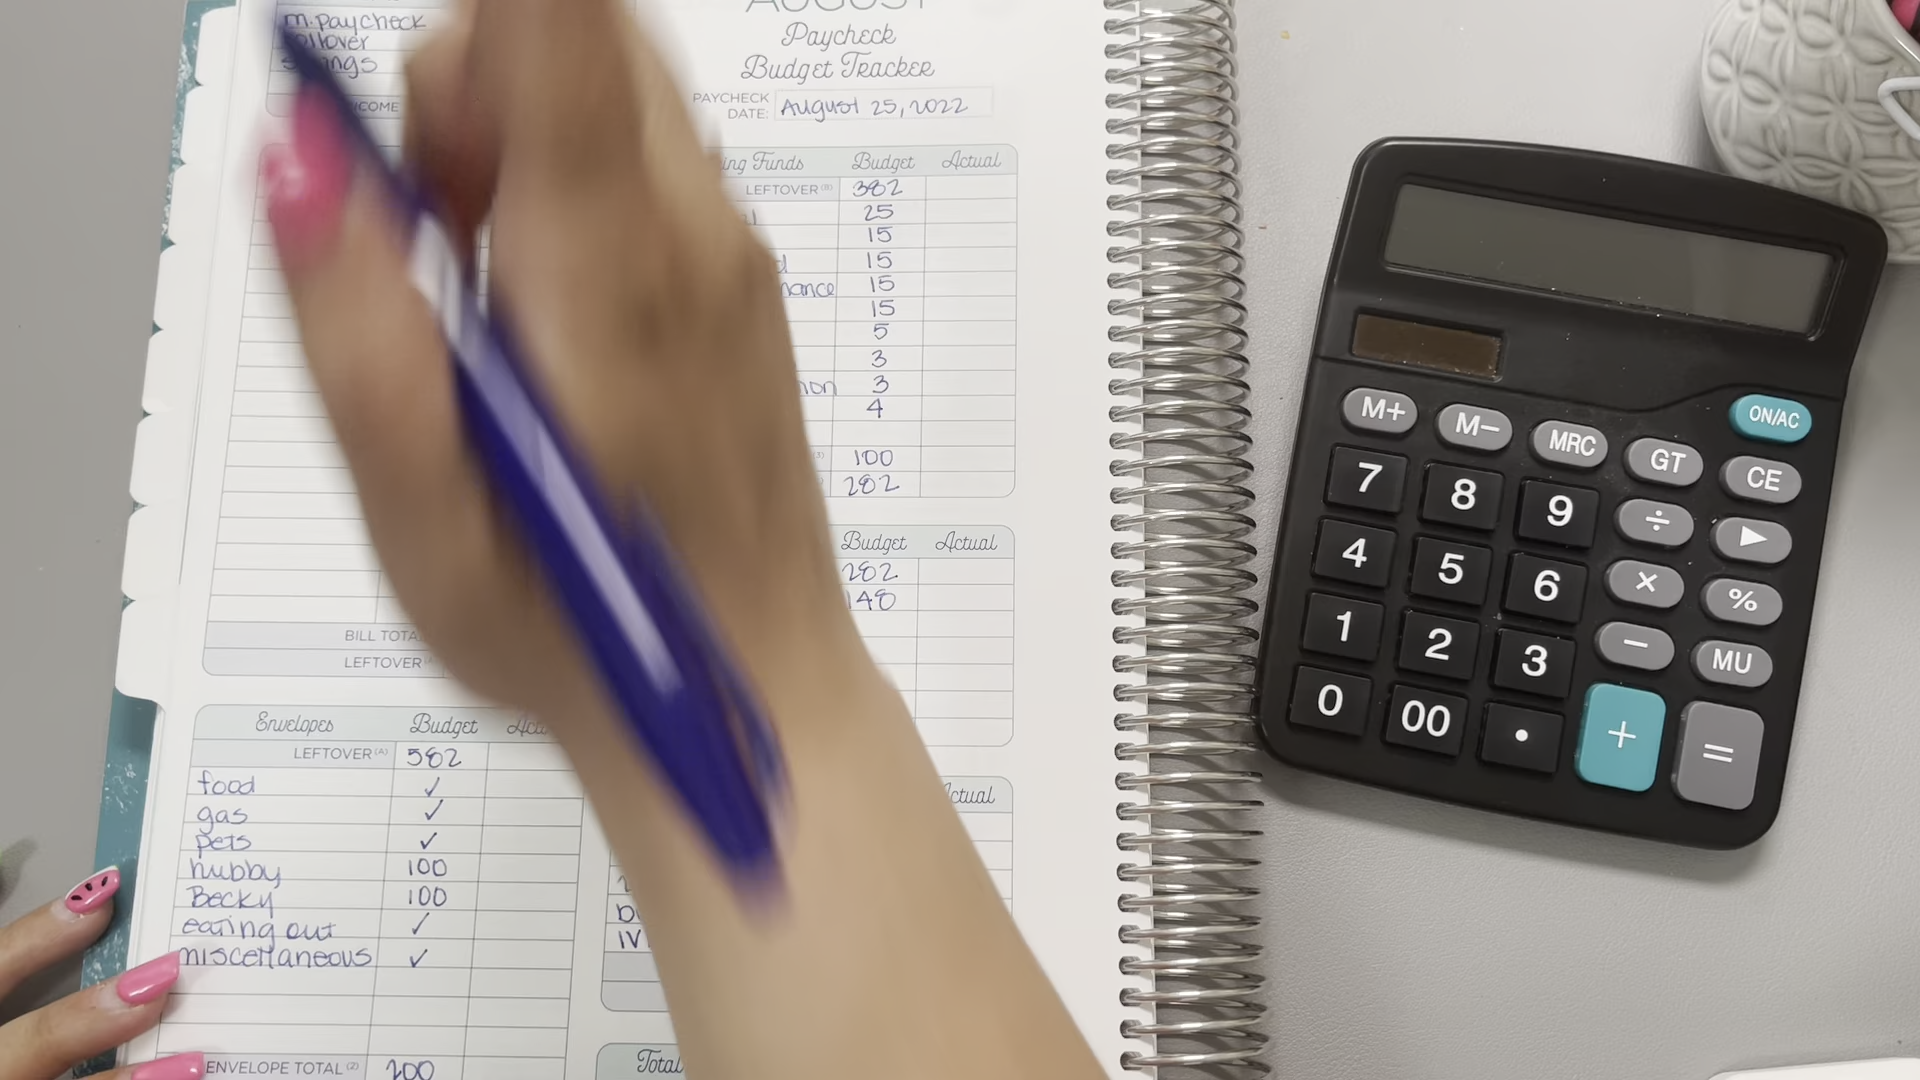 m.paycheck
rollover
AUGUST
Paycheck
Budget Tracker
PAYCHECK DATE: August 25, 2022
Budget Actual
LEFTOVER (B) 382
25
15
15
15
15
5
3
3
4
100
282
Budget Actual
282
148
BILL
LEFTOVER
Envelopes Budget
LEFTOVER (A) 582
food ✓
gas ✓
pets ✓
hubby 100
Becky 100
eating out ✓
miscellaneous ✓
ENVELOPE TOTAL (2) 200
Total
ON/AC
M+ M− MRC GT CE
7 8 9 ÷ ▶
4 5 6 × %
1 2 3 − MU
0 00 . + =